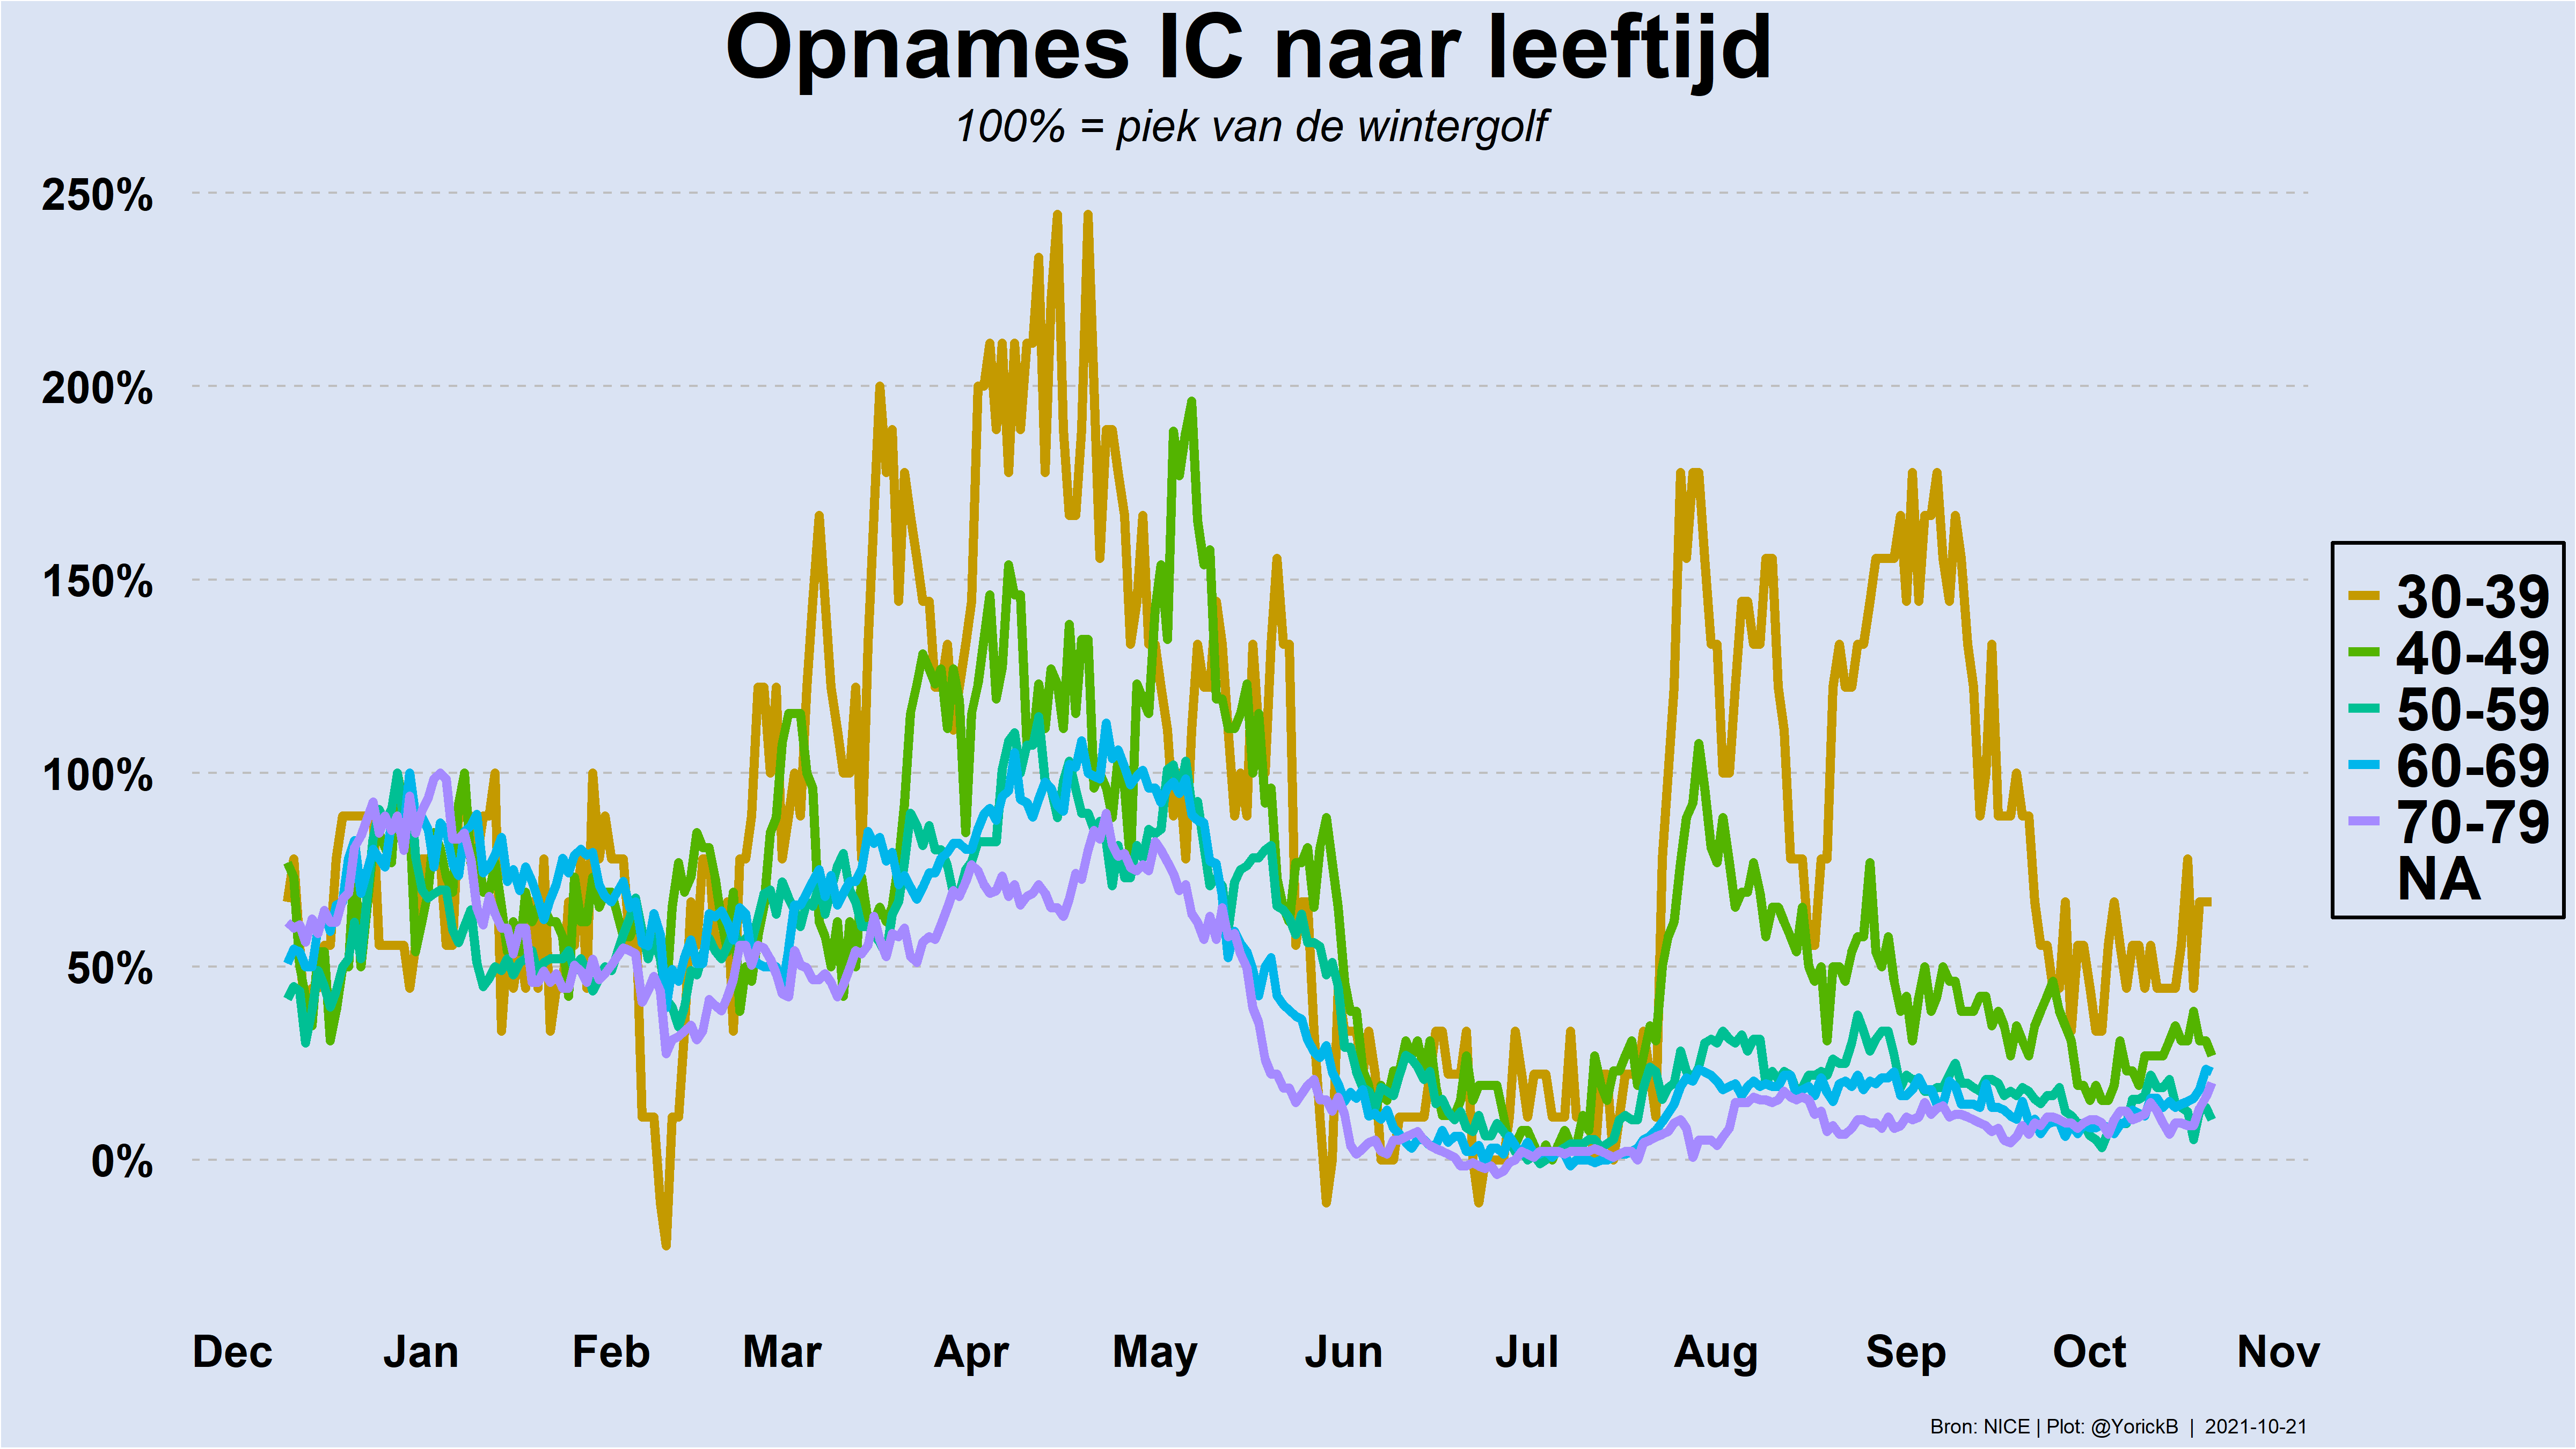 Opnames IC naar leeftijd
100% = piek van de wintergolf
250%
200%
150%
100%
50%
0%
30-39
40-49
50-59
60-69
70-79
NA
Dec Jan Feb Mar Apr May Jun Jul Aug Sep Oct Nov
Bron: NICE | Plot: @YorickB | 2021-10-21